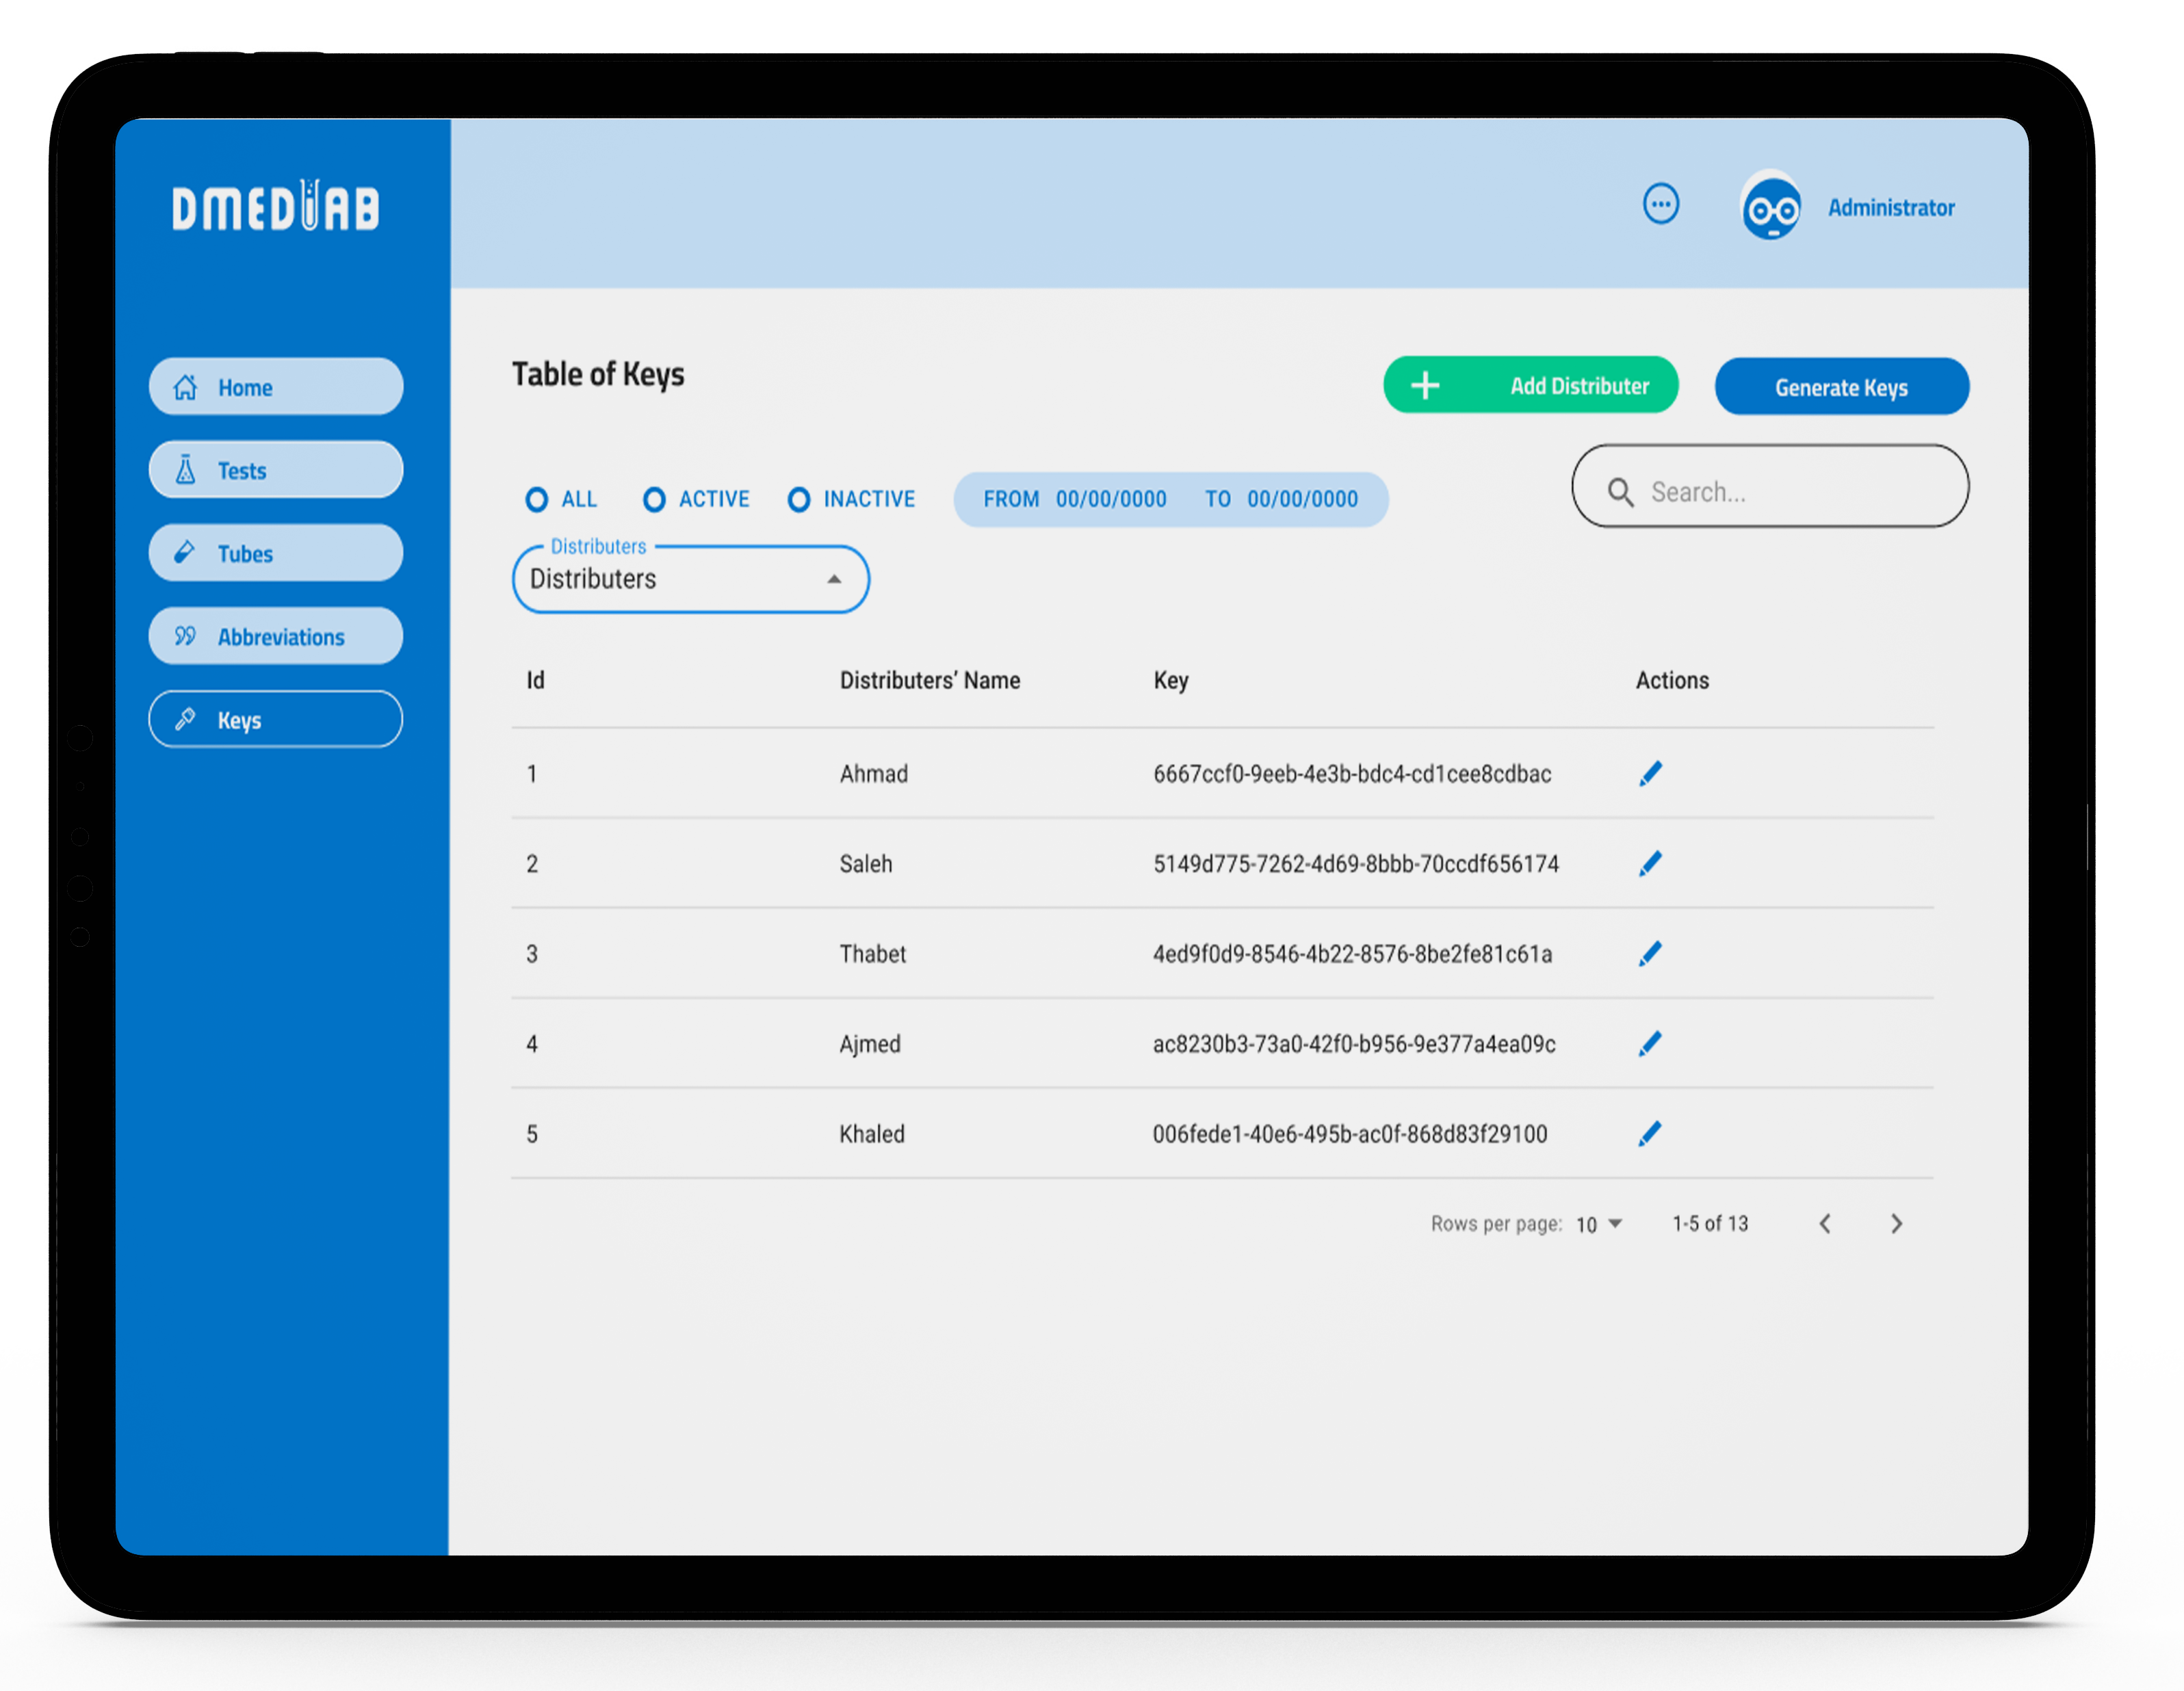 DMEDLAB
Administrator
Home
Tests
Tubes
Abbreviations
Keys
Table of Keys
Add Distributer
Generate Keys
ALL ACTIVE INACTIVE FROM 00/00/0000 TO 00/00/0000
Search...
Distributers
Distributers
Id Distributers’ Name Key Actions
1 Ahmad 6667ccf0-9eeb-4e3b-bdc4-cd1cee8cdbac
2 Saleh 5149d775-7262-4d69-8bbb-70ccdf656174
3 Thabet 4ed9f0d9-8546-4b22-8576-8be2fe81c61a
4 Ajmed ac8230b3-73a0-42f0-b956-9e377a4ea09c
5 Khaled 006fede1-40e6-495b-ac0f-868d83f29100
Rows per page: 10 1-5 of 13